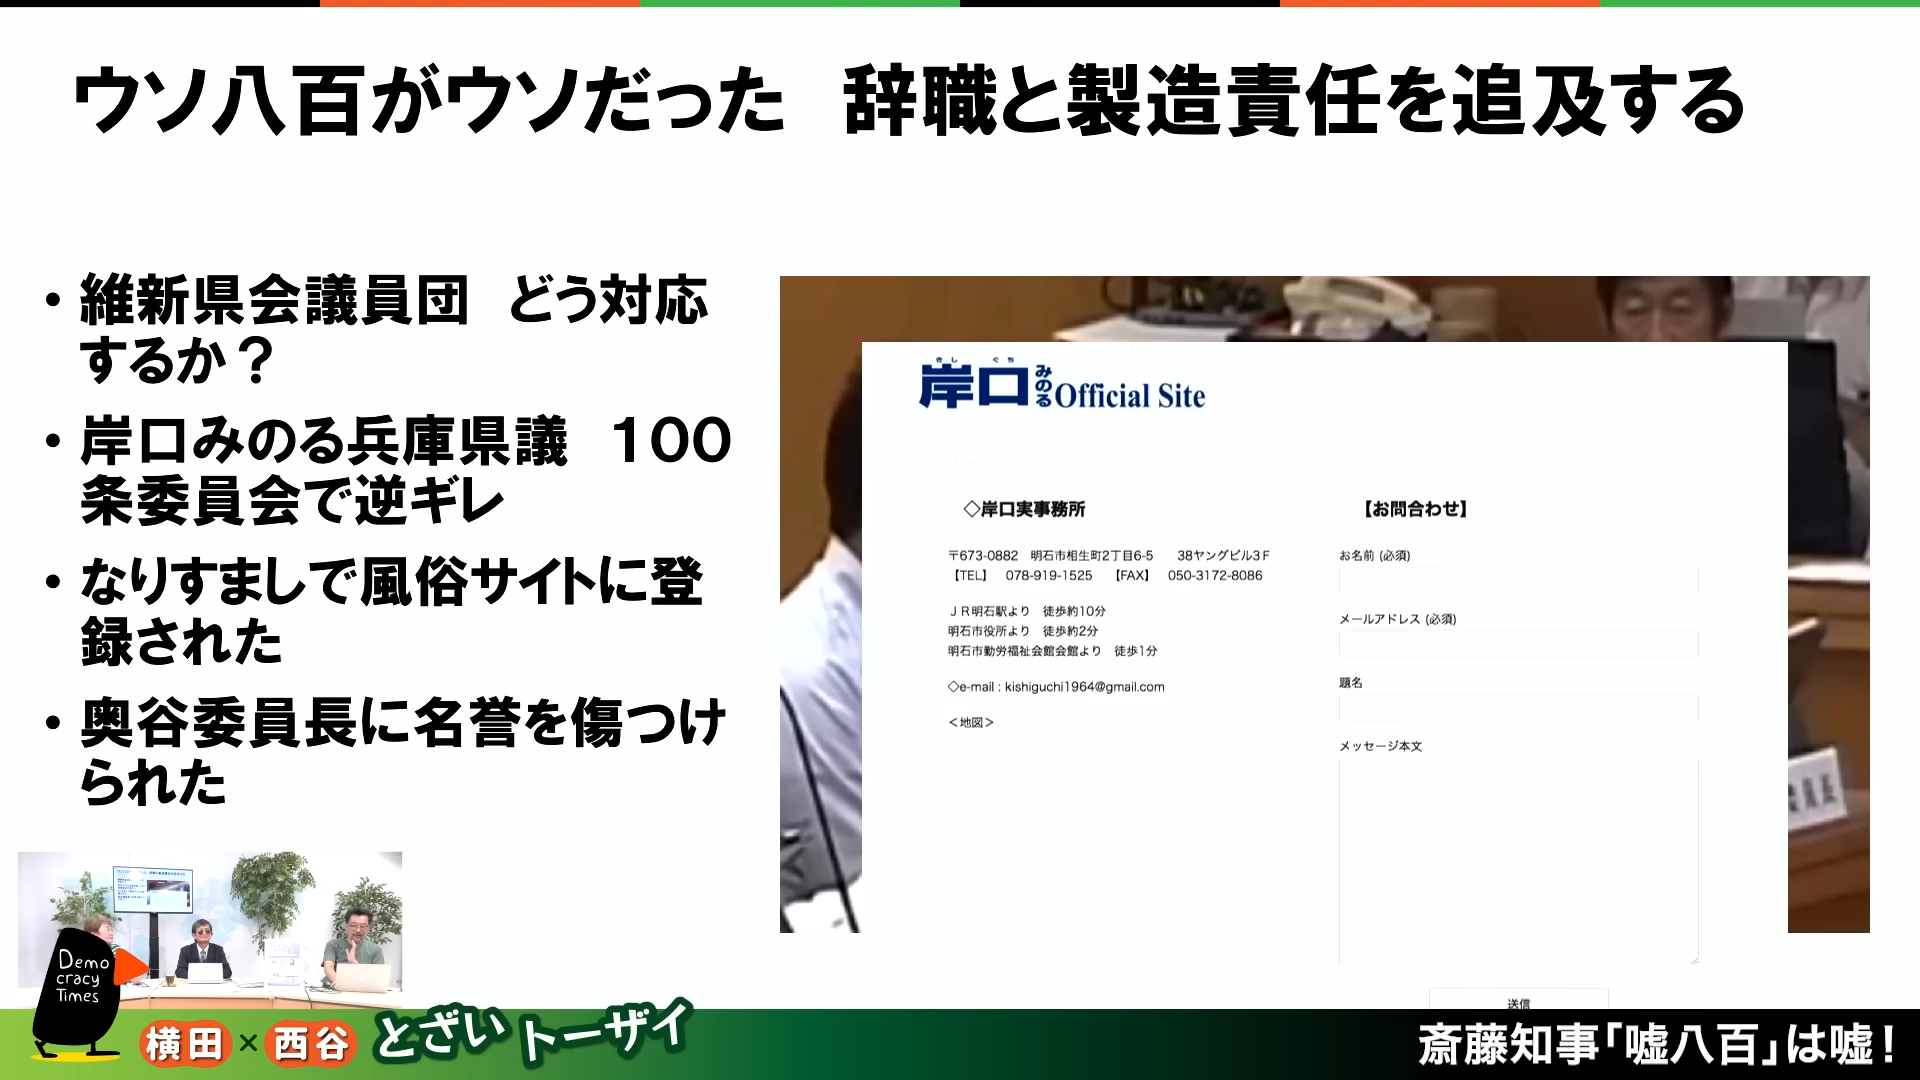 ウソ八百がウソだった　辞職と製造責任を追及する
・維新県会議員団　どう対応
するか？
・岸口みのる兵庫県議　１００
条委員会で逆ギレ
・なりすましで風俗サイトに登
録された
・奥谷委員長に名誉を傷つけ
られた
きし ぐち
岸口みのるOfficial Site
◇岸口実事務所
〒673-0882　明石市相生町2丁目6-5　　38ヤングビル3Ｆ
【TEL】　078-919-1525　【FAX】　050-3172-8086
ＪＲ明石駅より　徒歩約10分
明石市役所より　徒歩約2分
明石市勤労福祉会館会館より　徒歩1分
◇e-mail : kishiguchi1964@gmail.com
＜地図＞
【お問合わせ】
お名前 (必須)
メールアドレス (必須)
題名
メッセージ本文
送信
員長
Demo
cracy
Times
横田×西谷 とざいトーザイ
斎藤知事「嘘八百」は嘘！